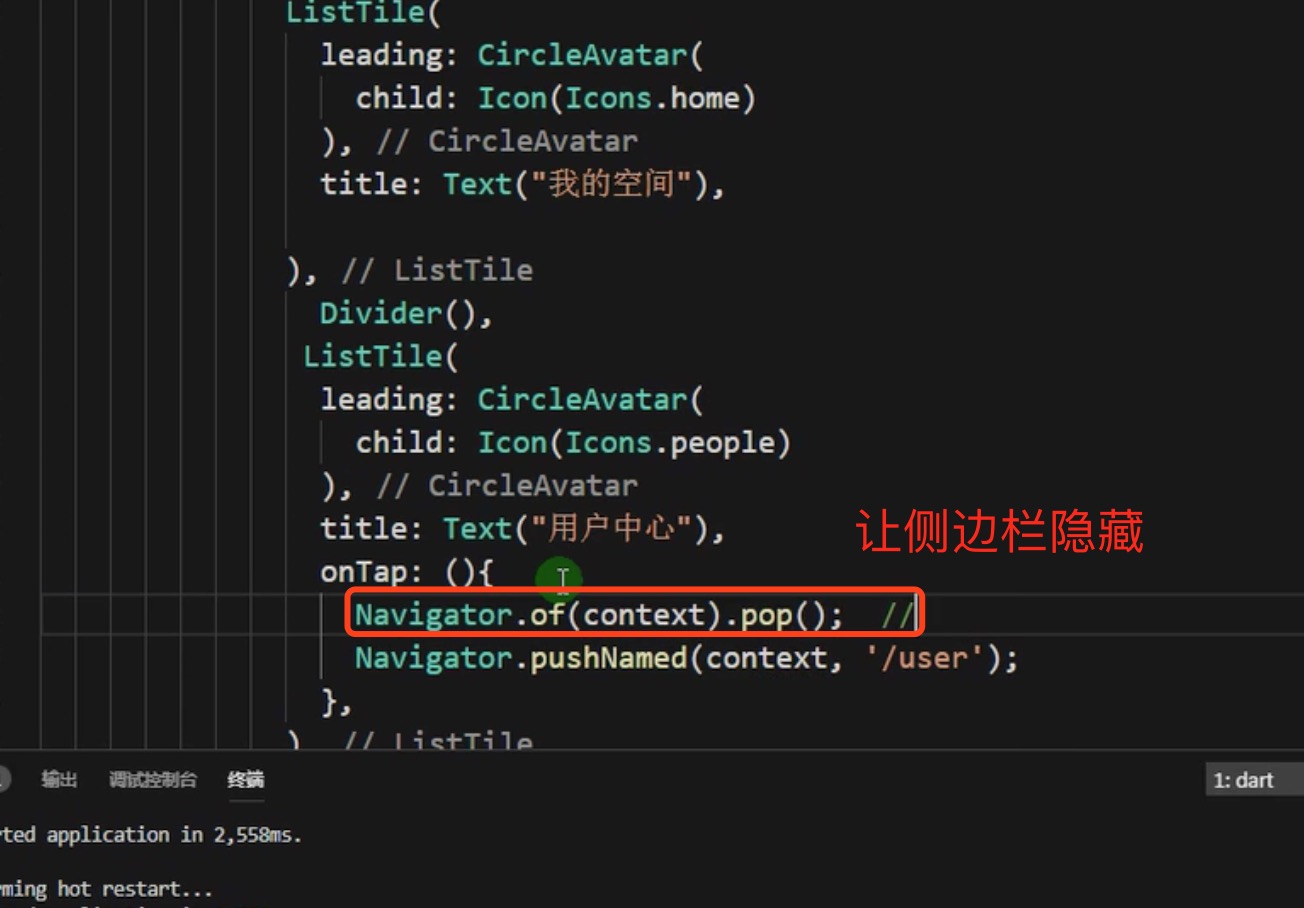 ListTile(
leading: CircleAvatar(
child: Icon(Icons.home)
), // CircleAvatar
title: Text("我的空间"),
), // ListTile
Divider(),
ListTile(
leading: CircleAvatar(
child: Icon(Icons.people)
), // CircleAvatar
title: Text("用户中心"),
让侧边栏隐藏
onTap: (){
Navigator.of(context).pop(); //
Navigator.pushNamed(context, '/user');
},
) // ListTile
输出 调试控制台 终端 1: dart
rted application in 2,558ms.
rming hot restart...